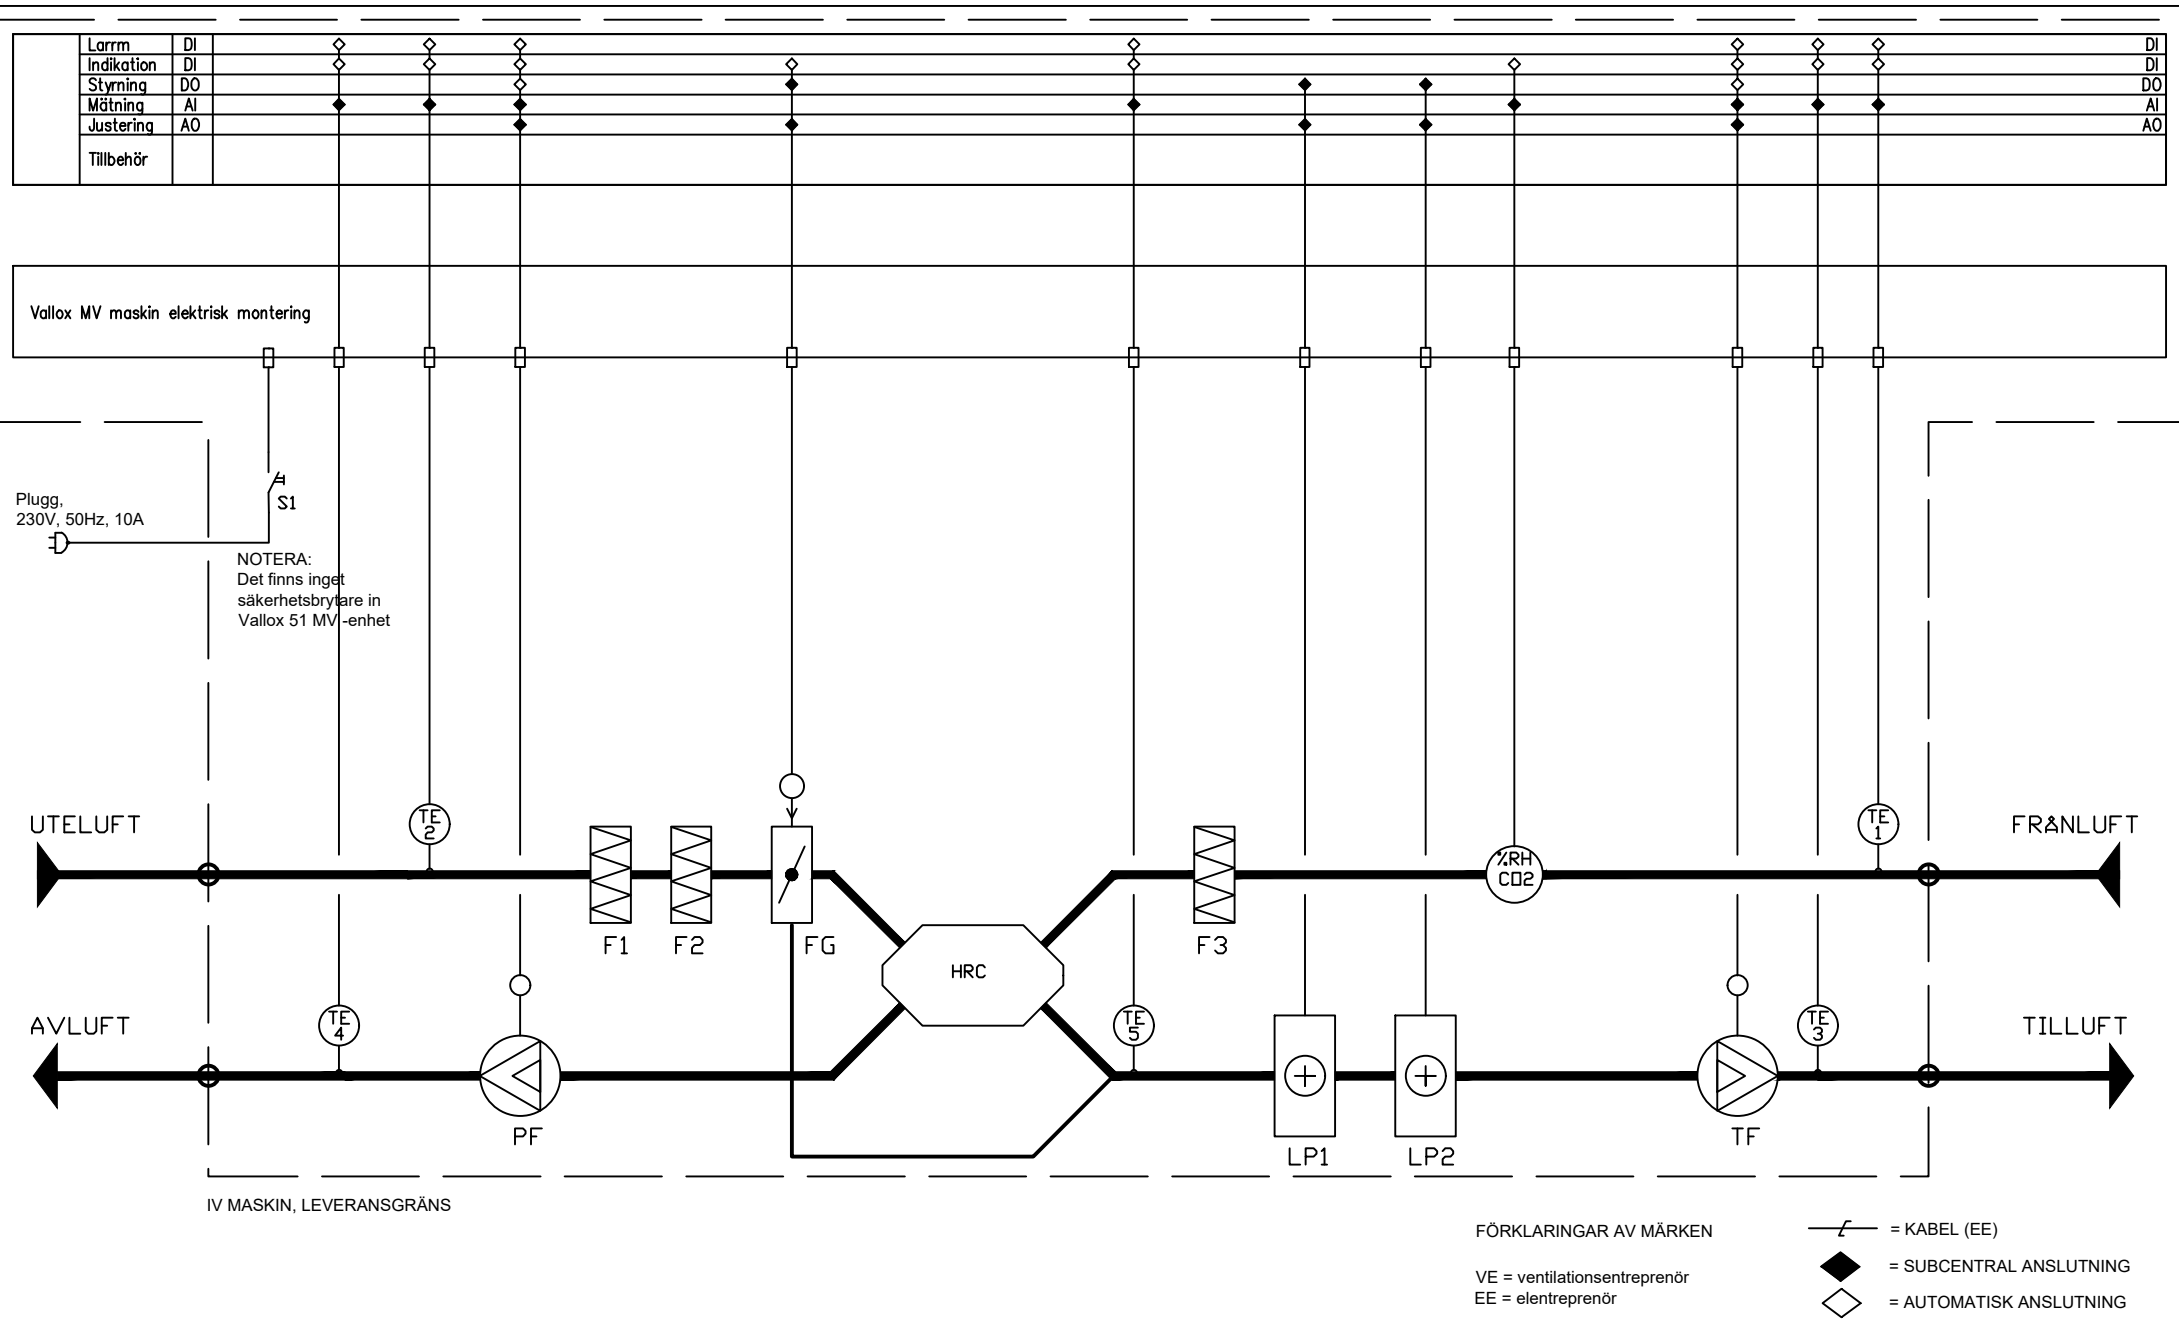 Larrm DI DI
Indikation DI DI
Styrning DO DO
Mätning AI AI
Justering AO AO
Tillbehör
Vallox MV maskin elektrisk montering
S1
Plugg,
230V, 50Hz, 10A
NOTERA:
Det finns inget
säkerhetsbrytare in
Vallox 51 MV -enhet
UTELUFT
TE
2
TE
1
FRÅNLUFT
%RH
CO2
F1
F2
FG
F3
HRC
AVLUFT
TE
4
TE
5
TE
3
TILLUFT
PF
LP1
LP2
TF
IV MASKIN, LEVERANSGRÄNS
FÖRKLARINGAR AV MÄRKEN
VE = ventilationsentreprenör
EE = elentreprenör
= KABEL (EE)
= SUBCENTRAL ANSLUTNING
= AUTOMATISK ANSLUTNING